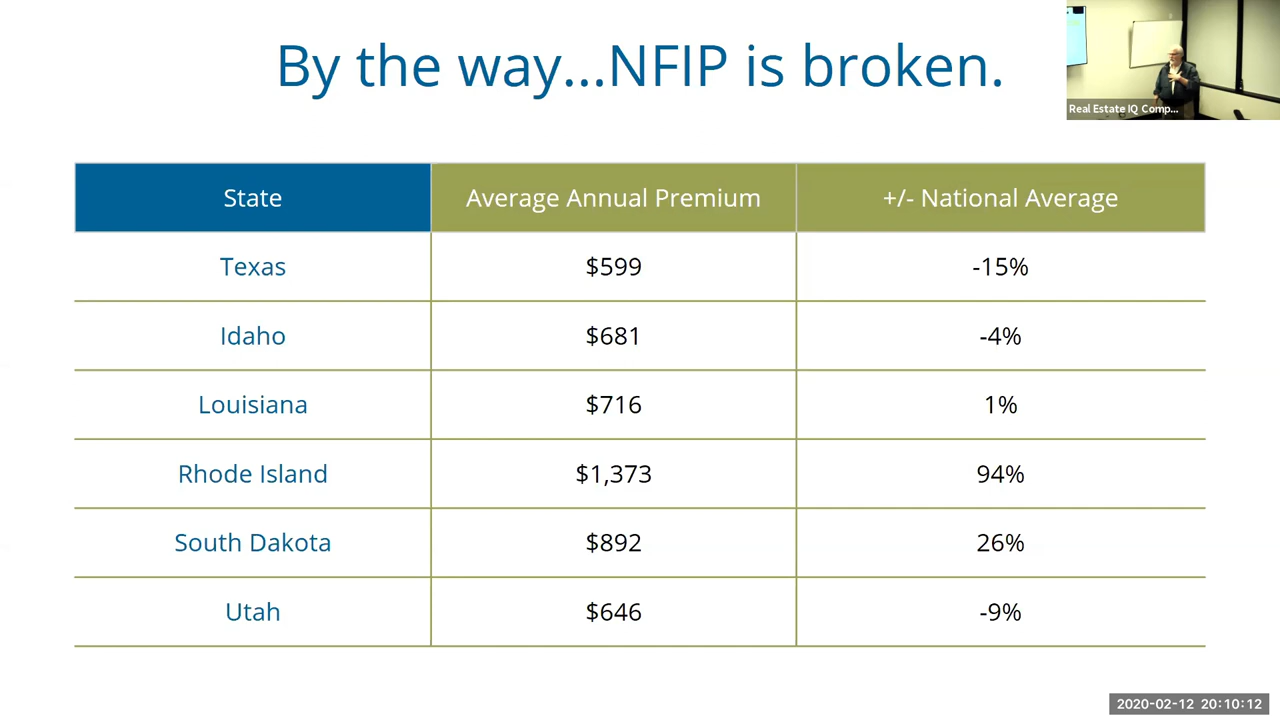 By the way...NFIP is broken.
Real Estate IQ Comp...
State Average Annual Premium +/- National Average
Texas $599 -15%
Idaho $681 -4%
Louisiana $716 1%
Rhode Island $1,373 94%
South Dakota $892 26%
Utah $646 -9%
2020-02-12 20:10:12